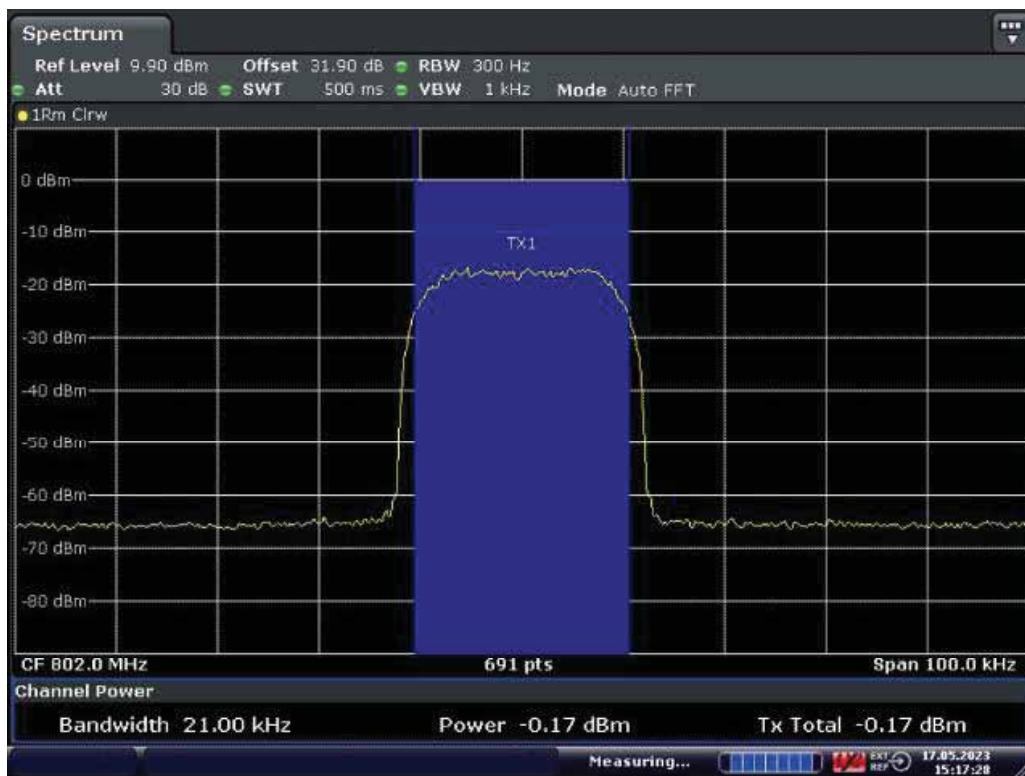 Spectrum
Ref Level 9.90 dBm Offset 31.90 dB RBW 300 Hz
Att 30 dB SWT 500 ms VBW 1 kHz Mode Auto FFT
1Rm Clrw
0 dBm
-10 dBm
TX1
-20 dBm
-30 dBm
-40 dBm
-50 dBm
-60 dBm
-70 dBm
-80 dBm
CF 802.0 MHz 691 pts Span 100.0 kHz
Channel Power
Bandwidth 21.00 kHz Power -0.17 dBm Tx Total -0.17 dBm
Measuring... EXT REF 17.05.2023
15:17:28